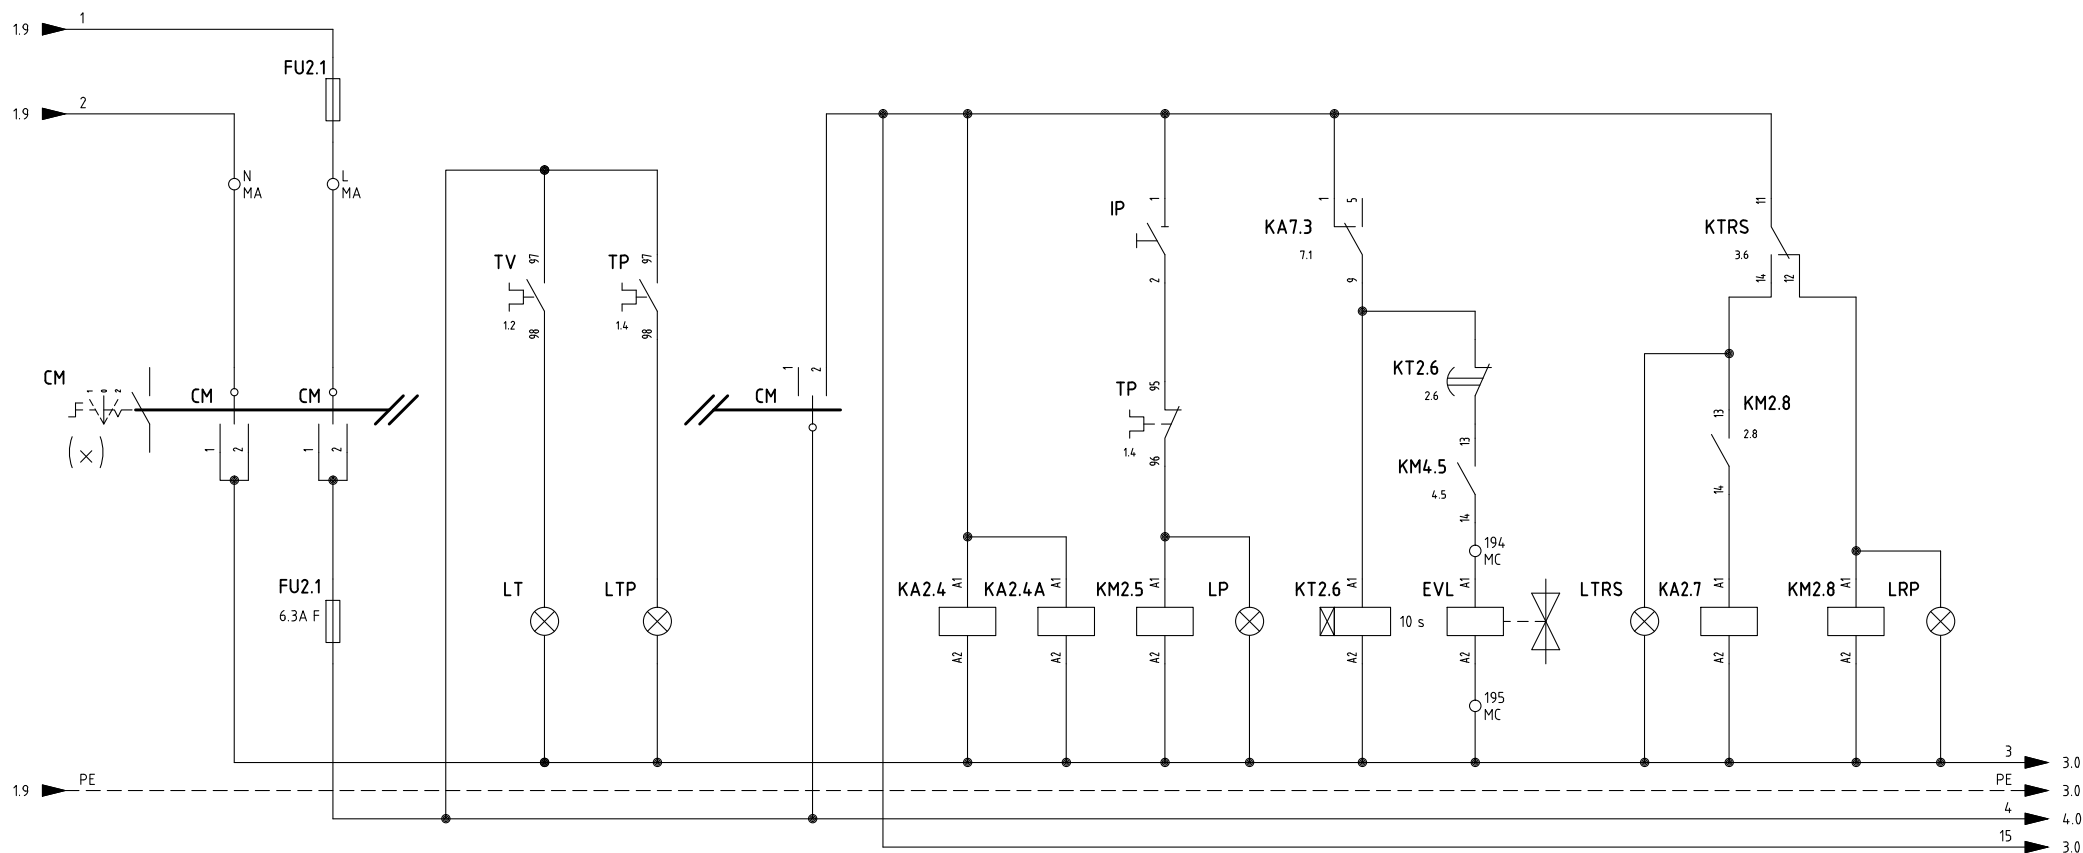 1.9
1
FU2.1
1.9
2
N
MA
L
MA
IP
1
2
KA7.3
7.1
1
5
9
KTRS
3.6
11
14
12
TV
1.2
97
98
TP
1.4
97
98
CM
1 0 2
(x)
CM
1
2
CM
1
2
CM
1
2
TP
1.4
95
96
KT2.6
2.6
KM4.5
4.5
13
14
194
MC
KM2.8
2.8
13
14
FU2.1
6.3A F
LT
LTP
KA2.4
A1
A2
KA2.4A
A1
A2
KM2.5
A1
A2
LP
KT2.6
A1
A2
10 s
EVL
A1
A2
195
MC
LTRS
KA2.7
A1
A2
KM2.8
A1
A2
LRP
3
3.0
1.9
PE
PE
3.0
4
4.0
15
3.0